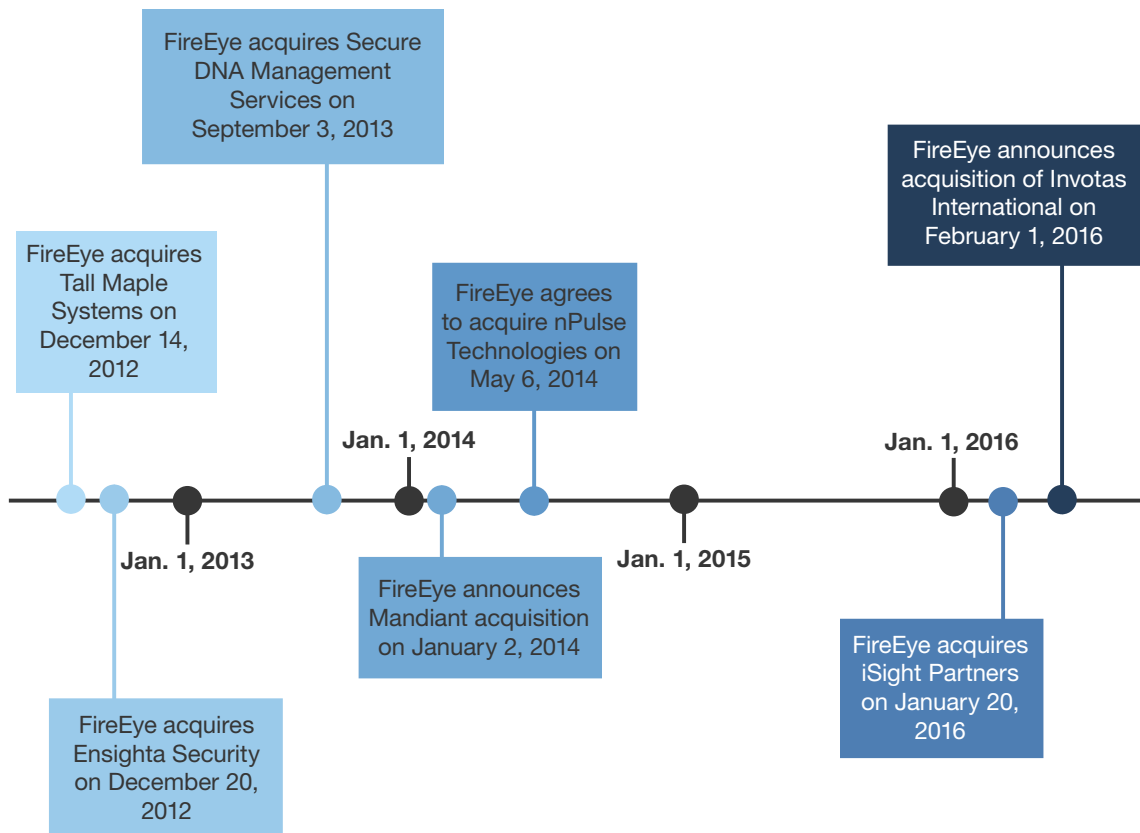 FireEye acquires Secure
DNA Management
Services on
September 3, 2013
FireEye announces
acquisition of Invotas
International on
February 1, 2016
FireEye acquires
Tall Maple
Systems on
December 14,
2012
FireEye agrees
to acquire nPulse
Technologies on
May 6, 2014
Jan. 1, 2014
Jan. 1, 2016
Jan. 1, 2013
Jan. 1, 2015
FireEye announces
Mandiant acquisition
on January 2, 2014
FireEye acquires
iSight Partners
on January 20,
2016
FireEye acquires
Ensighta Security
on December 20,
2012